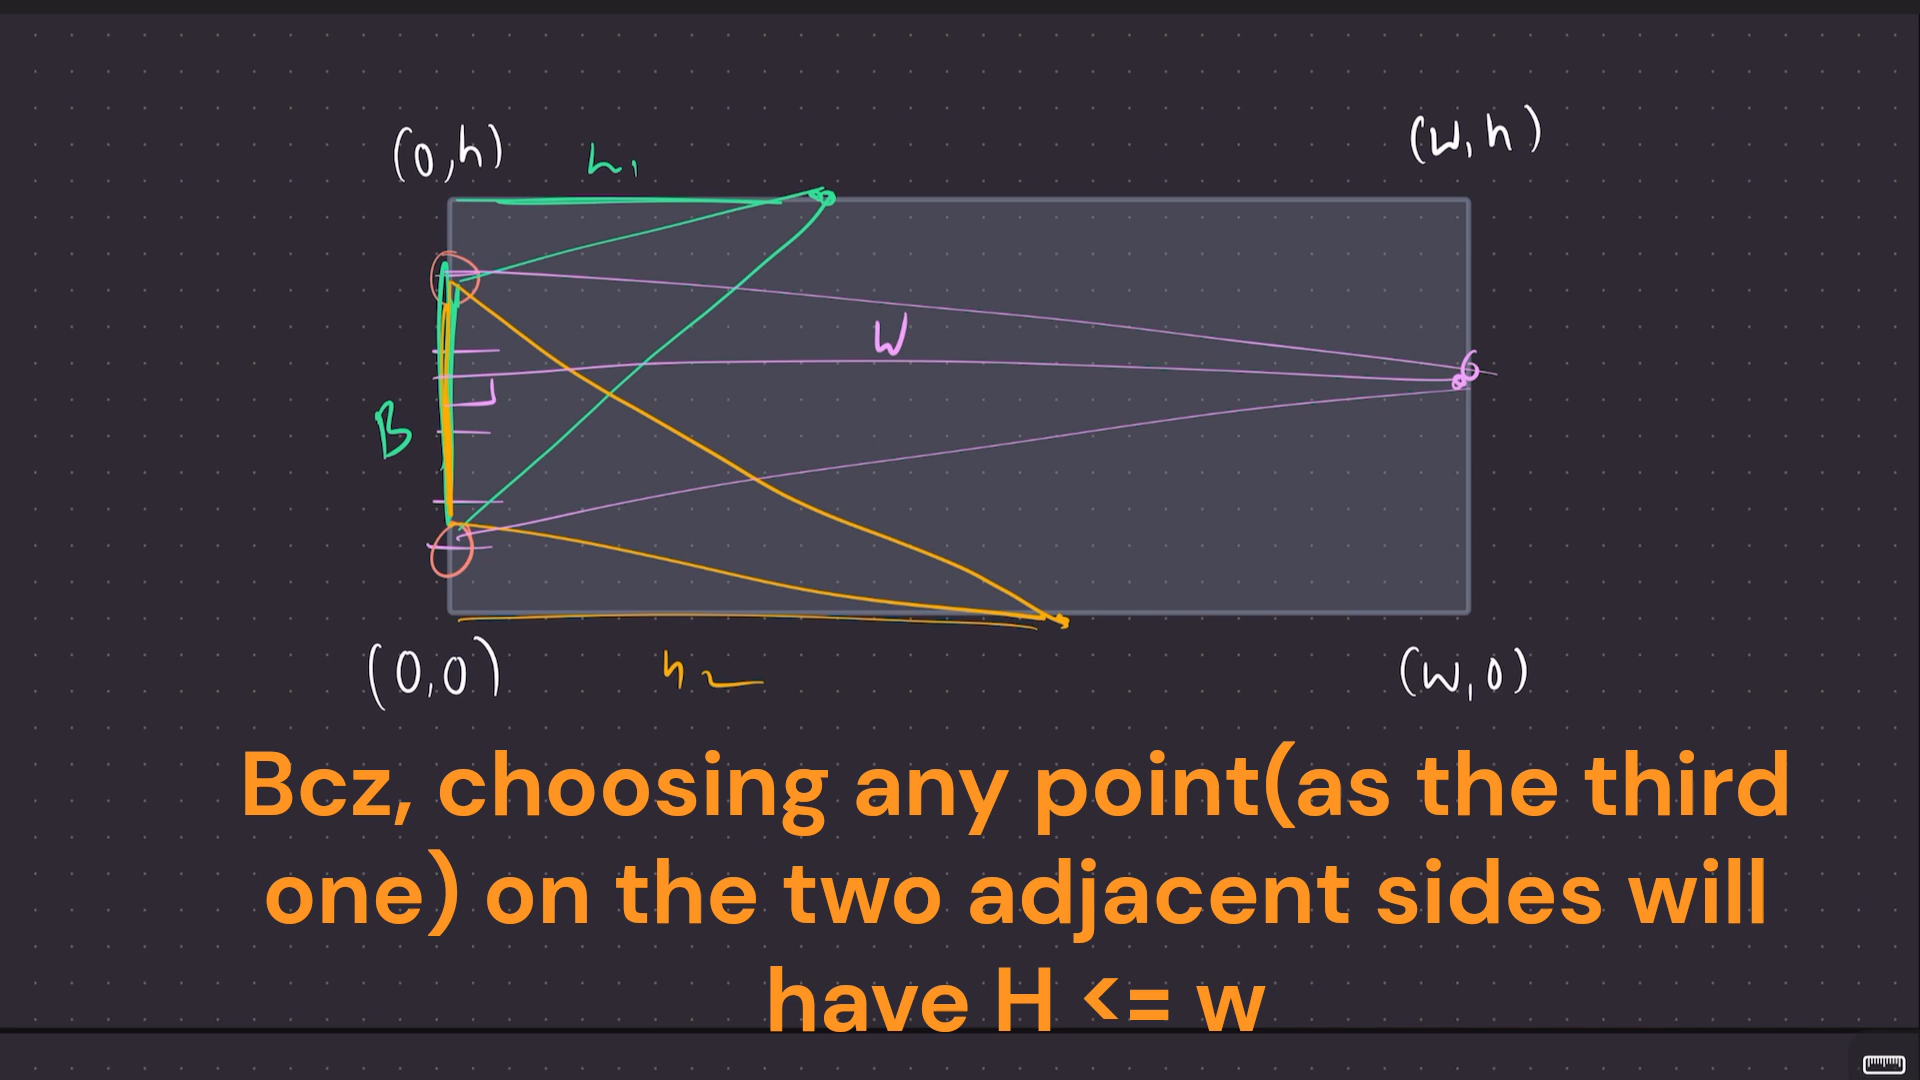 (0,h)
h1
(W,h)
W
B
(0,0)
h2
(W,0)
Bcz, choosing any point(as the third
one) on the two adjacent sides will
have H <= w